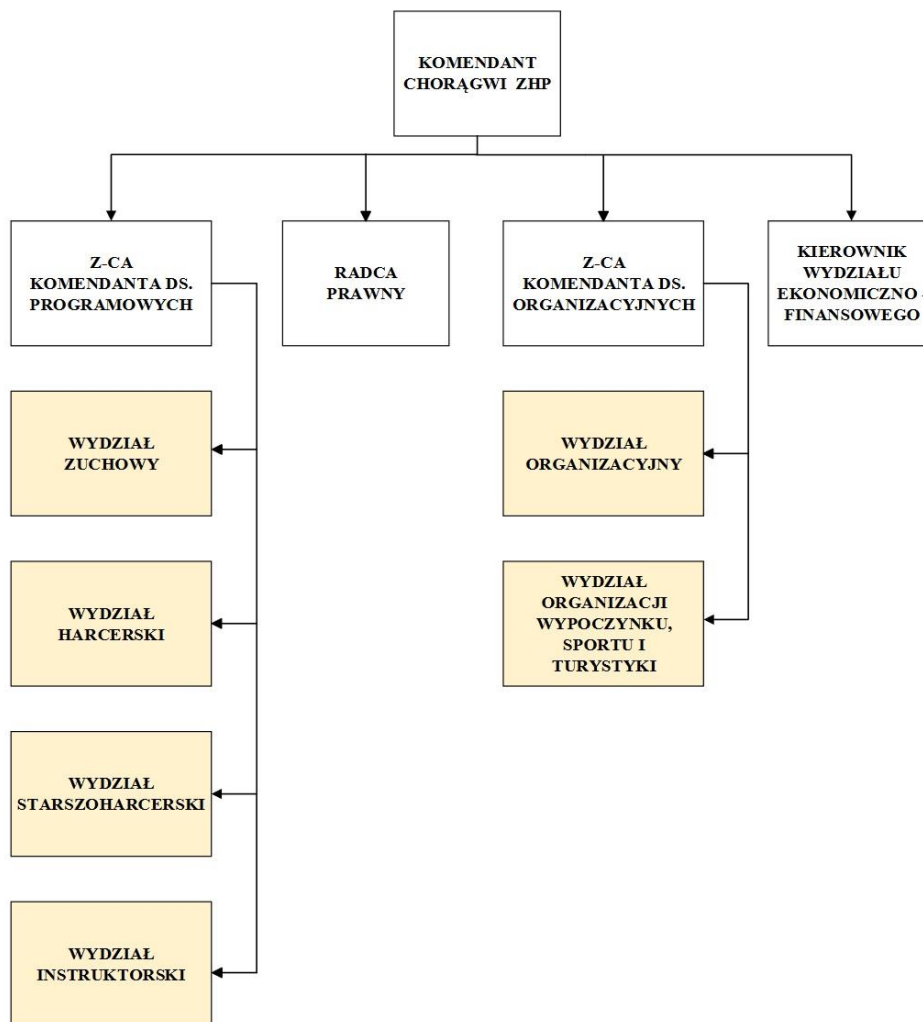 KOMENDANT
CHORĄGWI ZHP
Z-CA
KOMENDANTA DS.
PROGRAMOWYCH
RADCA
PRAWNY
Z-CA
KOMENDANTA DS.
ORGANIZACYJNYCH
KIEROWNIK
WYDZIAŁU
EKONOMICZNO -
FINANSOWEGO
WYDZIAŁ
ZUCHOWY
WYDZIAŁ
ORGANIZACYJNY
WYDZIAŁ
HARCERSKI
WYDZIAŁ
ORGANIZACJI
WYPOCZYNKU,
SPORTU I
TURYSTYKI
WYDZIAŁ
STARSZOHARCERSKI
WYDZIAŁ
INSTRUKTORSKI